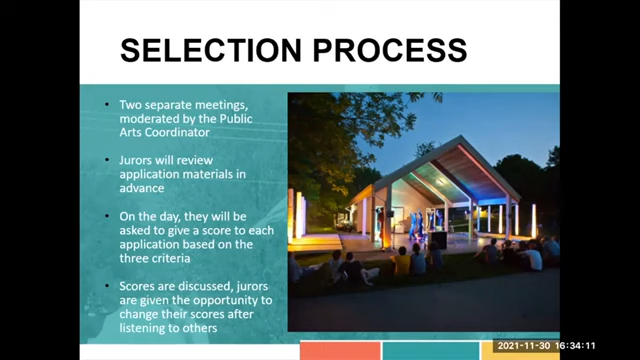 SELECTION PROCESS
• Two separate meetings,
moderated by the Public
Arts Coordinator
• Jurors will review
application materials in
advance
• On the day, they will be
asked to give a score to each
application based on the
three criteria
• Scores are discussed, jurors
are given the opportunity to
change their scores after
listening to others
2021-11-30 16:34:11